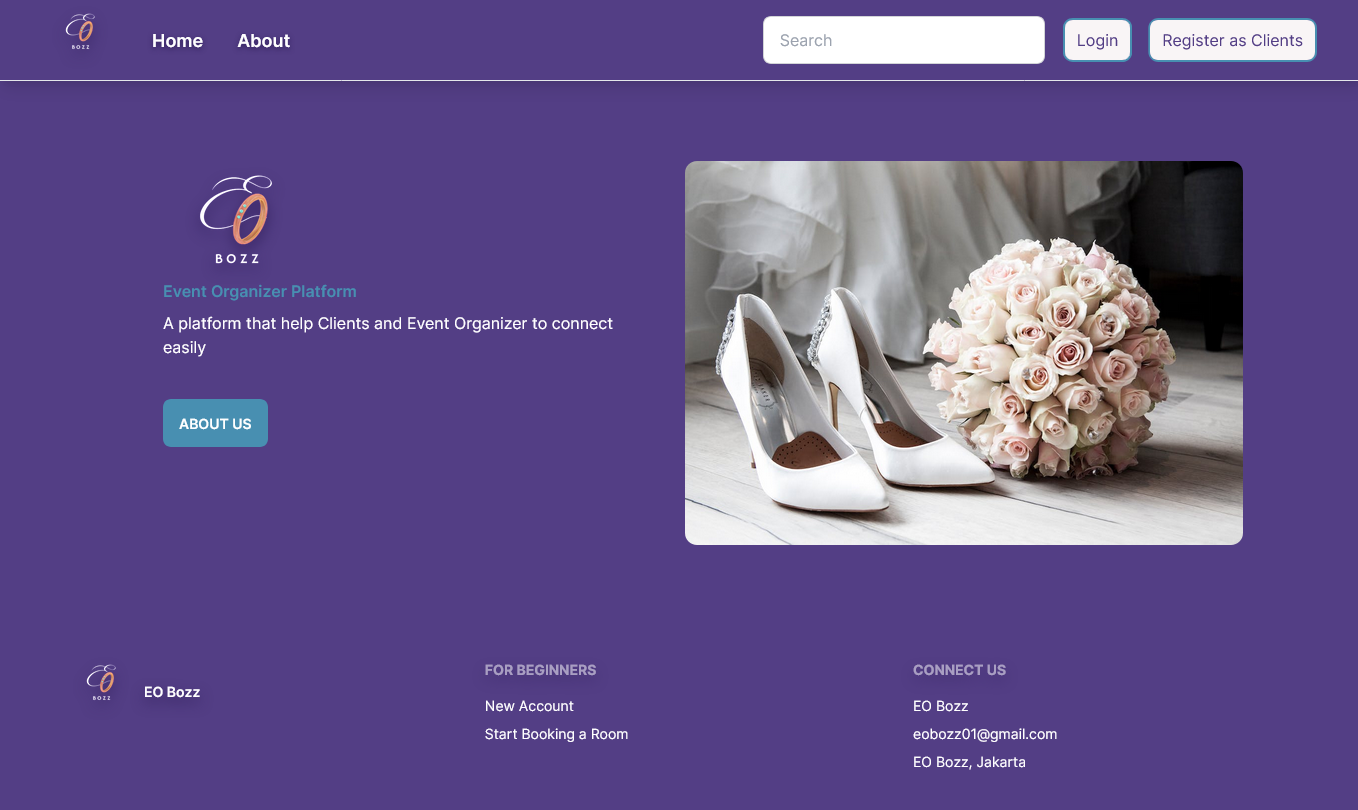 EO
BOZZ
Home
About
Search
Login
Register as Clients
EO
BOZZ
Event Organizer Platform
A platform that help Clients and Event Organizer to connect
easily
ABOUT US
EO
BOZZ
EO Bozz
FOR BEGINNERS
New Account
Start Booking a Room
CONNECT US
EO Bozz
eobozz01@gmail.com
EO Bozz, Jakarta